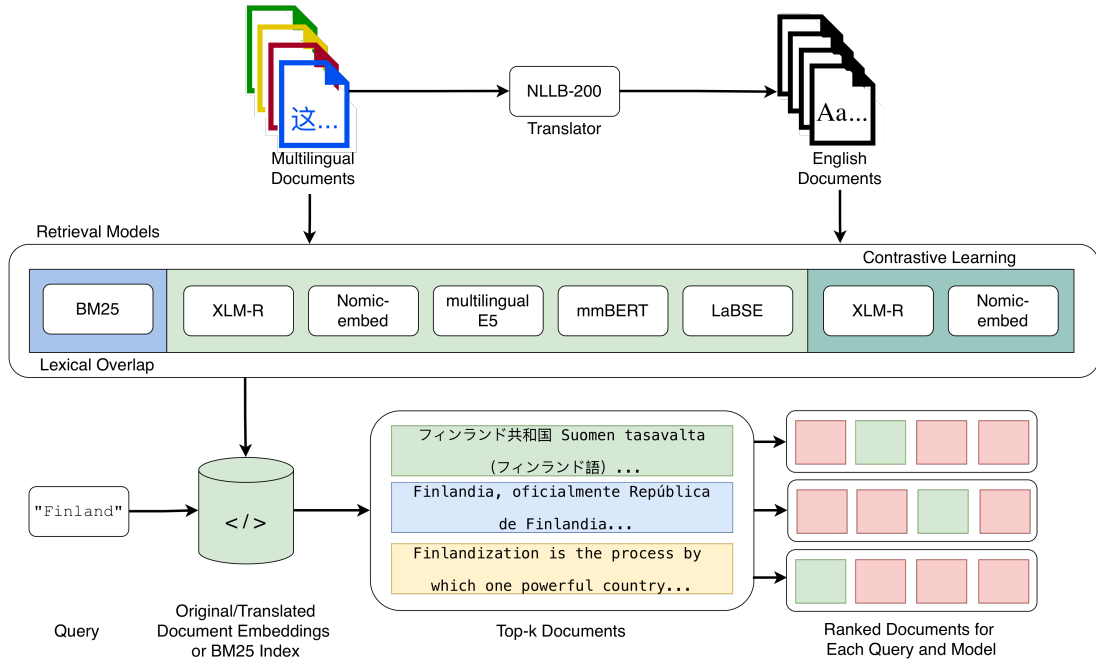 这...
NLLB-200
Aa...
Translator
Multilingual
Documents
English
Documents
Retrieval Models
Contrastive Learning
BM25
XLM-R
Nomic-
embed
multilingual
E5
mmBERT
LaBSE
XLM-R
Nomic-
embed
Lexical Overlap
フィンランド共和国 Suomen tasavalta
(フィンランド語) ...
Finlandia, oficialmente República
de Finlandia...
Finlandization is the process by
which one powerful country...
"Finland"
</>
Query
Original/Translated
Document Embeddings
or BM25 Index
Top-k Documents
Ranked Documents for
Each Query and Model